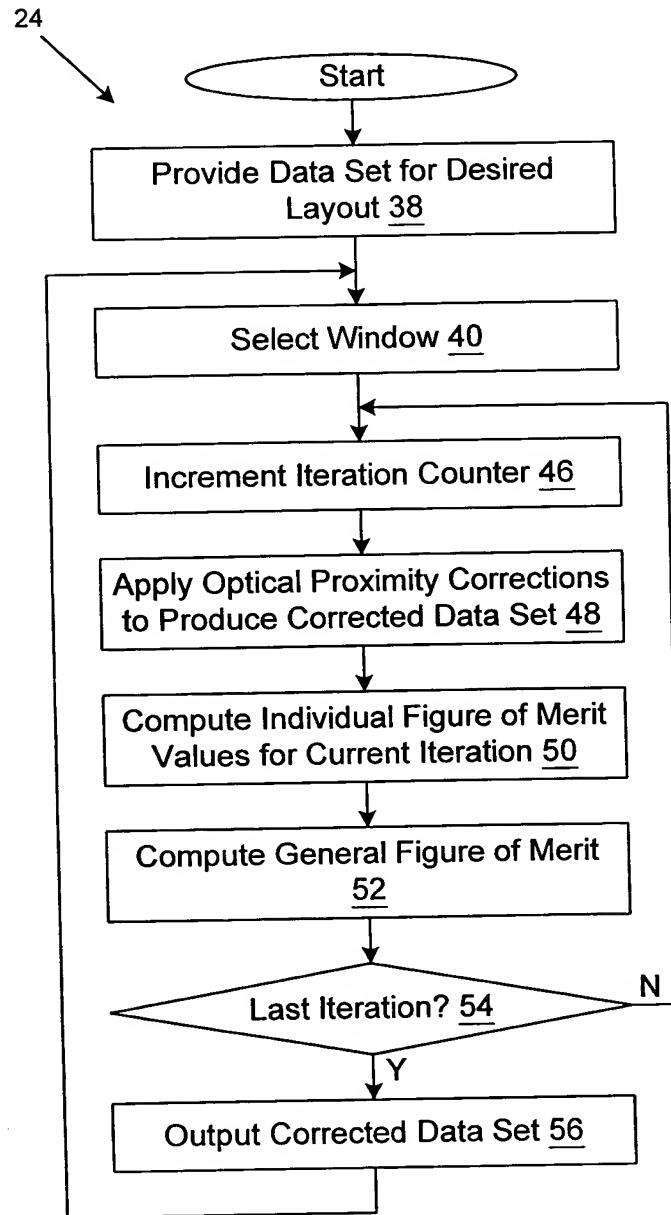 24
Start
Provide Data Set for Desired
Layout 38
Select Window 40
Increment Iteration Counter 46
Apply Optical Proximity Corrections
to Produce Corrected Data Set 48
Compute Individual Figure of Merit
Values for Current Iteration 50
Compute General Figure of Merit
52
Last Iteration? 54
N
Y
Output Corrected Data Set 56